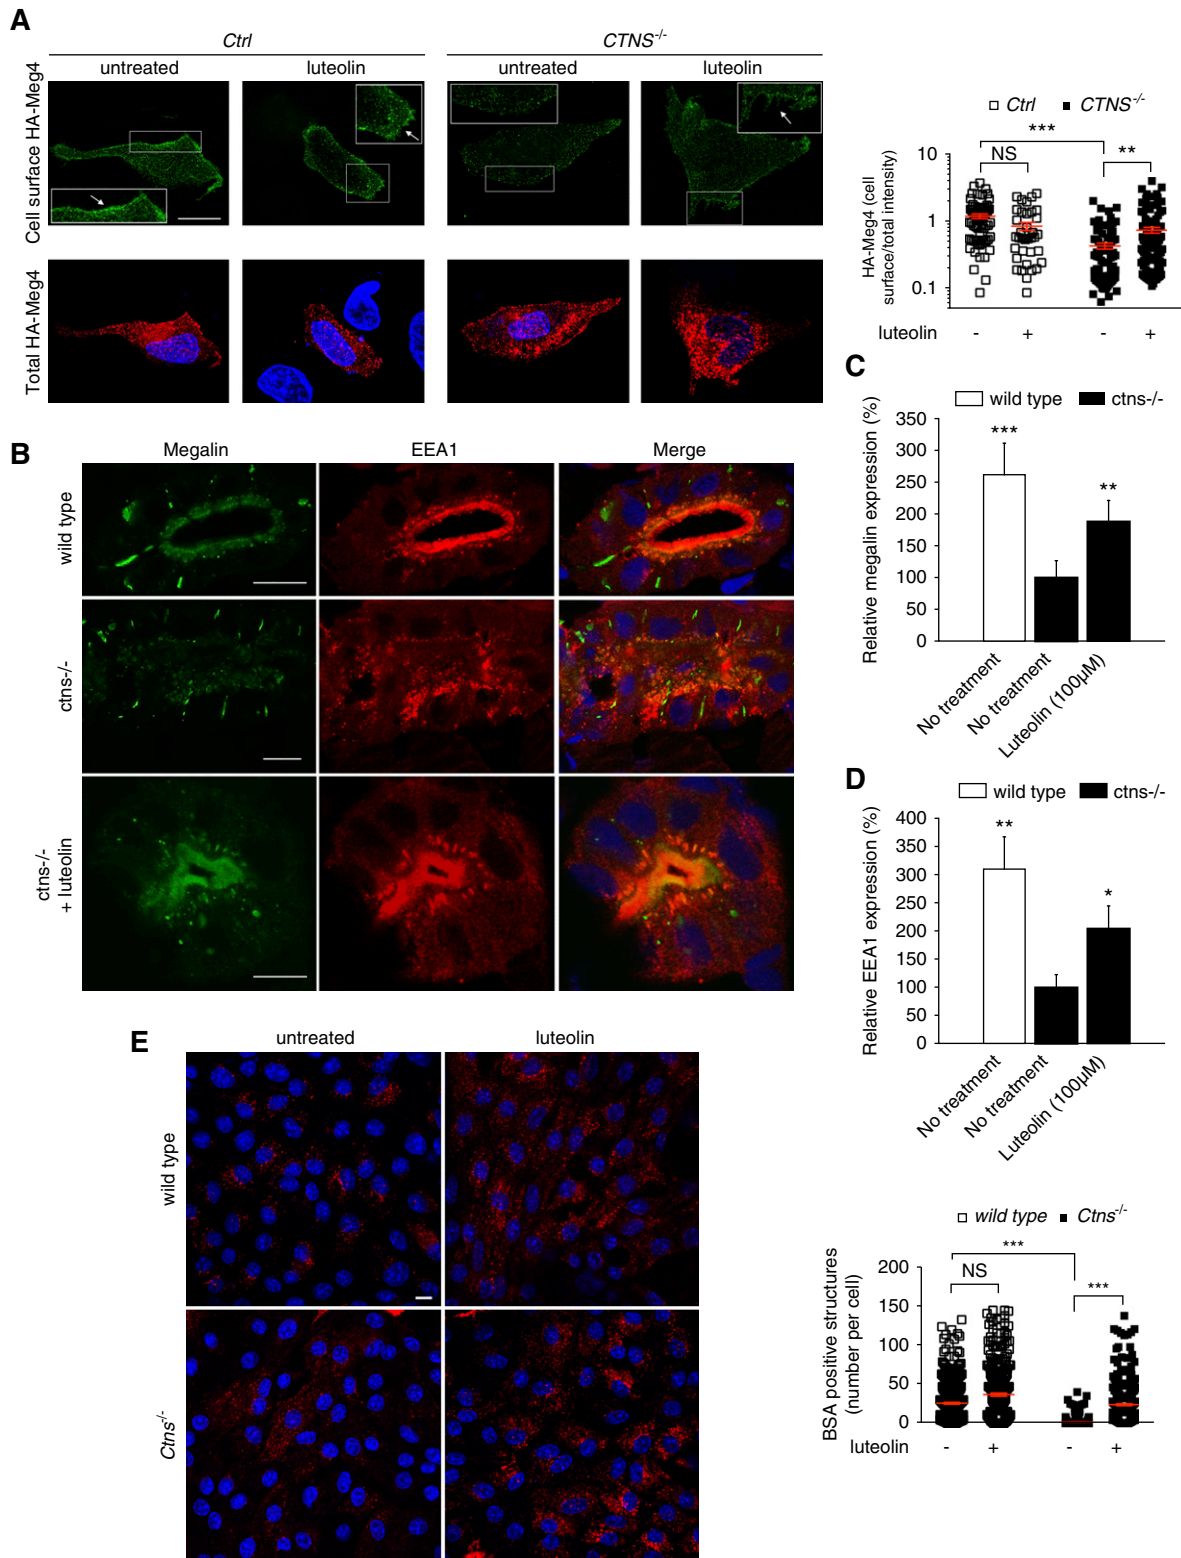 A
Ctrl
CTNS-/-
untreated
luteolin
untreated
luteolin
Cell surface HA-Meg4
Total HA-Meg4
Ctrl
CTNS-/-
***
NS
**
HA-Meg4 (cell
surface/total intensity)
10
1
0.1
luteolin
-
+
-
+
B
Megalin
EEA1
Merge
wild type
ctns-/-
ctns-/-
+ luteolin
C
wild type
ctns-/-
Relative megalin expression (%)
350
300
250
200
150
100
50
0
***
**
No treatment
No treatment
Luteolin (100µM)
D
wild type
ctns-/-
Relative EEA1 expression (%)
400
350
300
250
200
150
100
50
0
**
*
No treatment
No treatment
Luteolin (100µM)
E
untreated
luteolin
wild type
Ctns-/-
wild type
Ctns-/-
***
NS
***
BSA positive structures
(number per cell)
200
150
100
50
0
luteolin
-
+
-
+